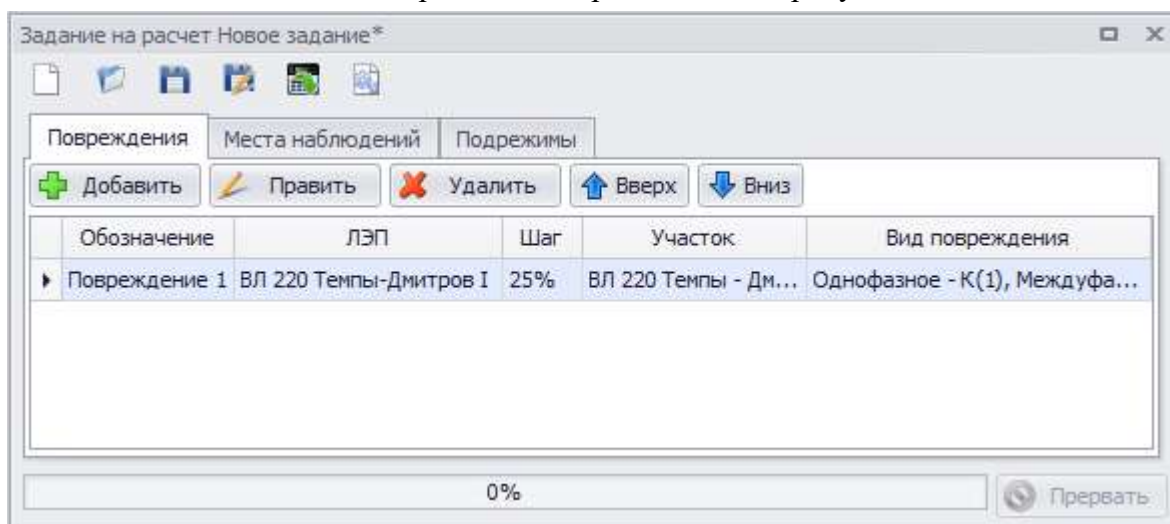 Задание на расчет Новое задание*
Повреждения Места наблюдений Подрежимы
Добавить Править Удалить Вверх Вниз
Обозначение ЛЭП Шаг Участок Вид повреждения
Повреждение 1 ВЛ 220 Темпы-Дмитров I 25% ВЛ 220 Темпы - Дм... Однофазное - К(1), Междуфа...
0% Прервать